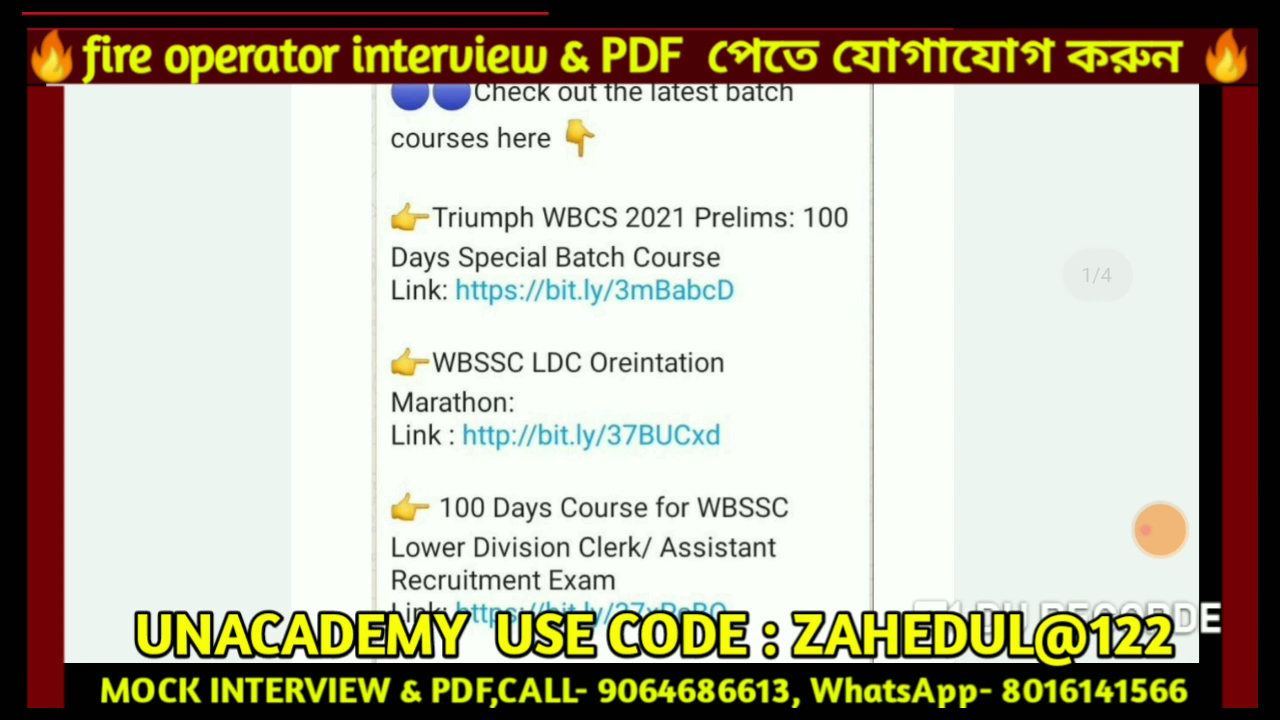 🔥fire operator interview & PDF পেতে যোগাযোগ করুন 🔥
🔵🔵Check out the latest batch
courses here 👇
👉Triumph WBCS 2021 Prelims: 100
Days Special Batch Course
Link: https://bit.ly/3mBabcD
1/4
👉WBSSC LDC Oreintation
Marathon:
Link : http://bit.ly/37BUCxd
👉 100 Days Course for WBSSC
Lower Division Clerk/ Assistant
Recruitment Exam
Link:
UNACADEMY USE CODE : ZAHEDUL@122
MOCK INTERVIEW & PDF,CALL- 9064686613, WhatsApp- 8016141566